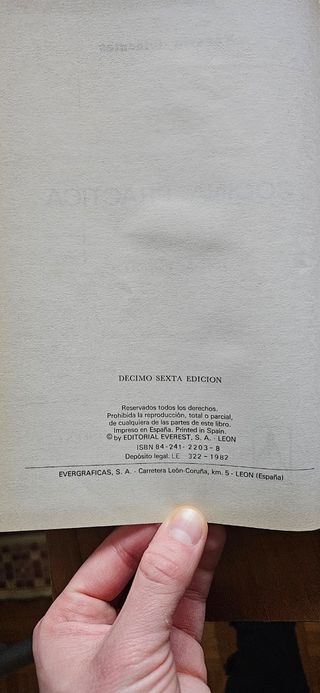 DECIMO SEXTA EDICION
Reservados todos los derechos.
Prohibida la reproducción, total o parcial,
de cualquiera de las partes de este libro.
Impreso en España. Printed in Spain.
© by EDITORIAL EVEREST, S. A. - LEON
ISBN 84-241-2203-8
Depósito legal: LE 322-1982
EVERGRAFICAS, S. A. - Carretera León-Coruña, km. 5 - LEON (España)